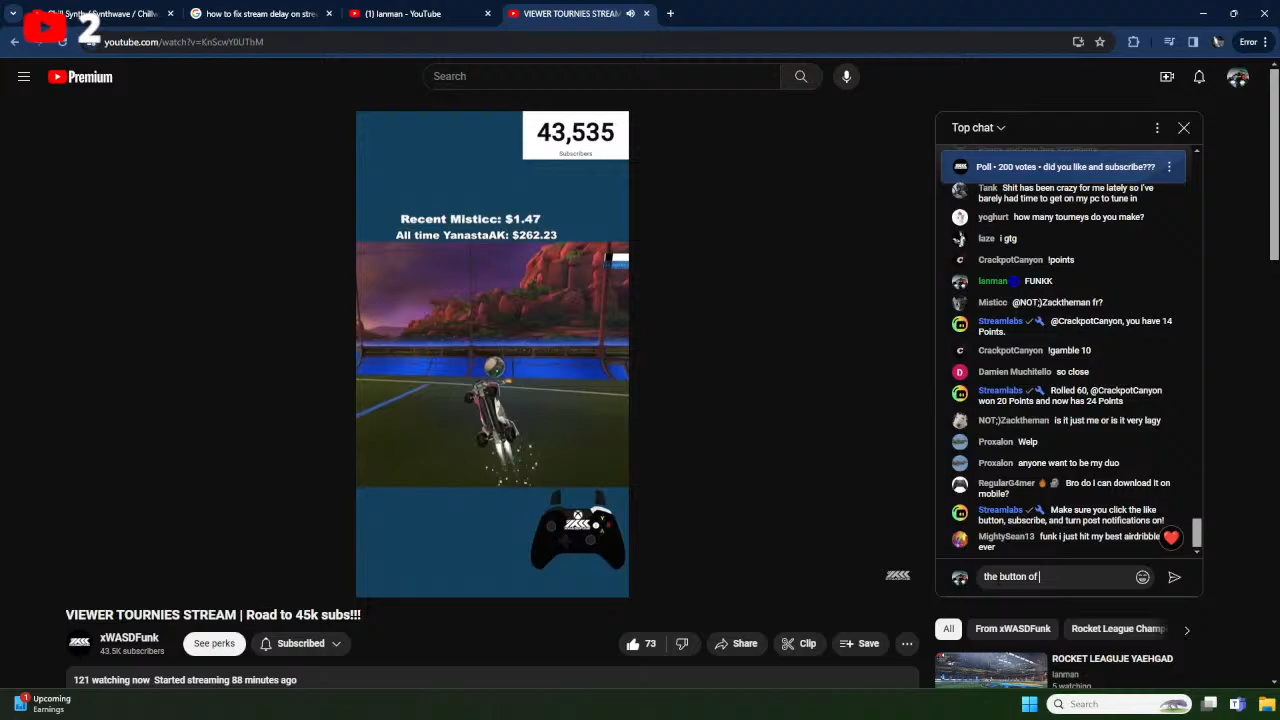 Chill Synth / Synthwave / Chillw
how to fix stream delay on stre
(1) Ianman - YouTube
VIEWER TOURNIES STREAM
2
youtube.com/watch?v=KnScwY0UThM
Error
Premium
Search
43,535
Subscribers
Recent Misticc: $1.47
All time YanastaAK: $262.23
Top chat
Poll • 200 votes • did you like and subscribe???
Tank Shit has been crazy for me lately so I've
barely had time to get on my pc to tune in
yoghurt how many tourneys do you make?
laze i gtg
CrackpotCanyon !points
Ianman FUNKK
Misticc @NOT;)Zacktheman fr?
Streamlabs @CrackpotCanyon, you have 14
Points.
CrackpotCanyon !gamble 10
Damien Muchitello so close
Streamlabs Rolled 60, @CrackpotCanyon
won 20 Points and now has 24 Points
NOT;)Zacktheman is it just me or is it very lagy
Proxalon Welp
Proxalon anyone want to be my duo
RegularG4mer Bro do i can download it on
mobile?
Streamlabs Make sure you click the like
button, subscribe, and turn post notifications on!
MightySean13 funk i just hit my best airdribble
ever
the button of
VIEWER TOURNIES STREAM | Road to 45k subs!!!
xWASDFunk
43.5K subscribers
See perks
Subscribed
73
Share
Clip
Save
121 watching now Started streaming 88 minutes ago
All
From xWASDFunk
Rocket League Champ
ROCKET LEAGUJE YAEHGAD
Ianman
5 watching
1
Upcoming
Earnings
Search